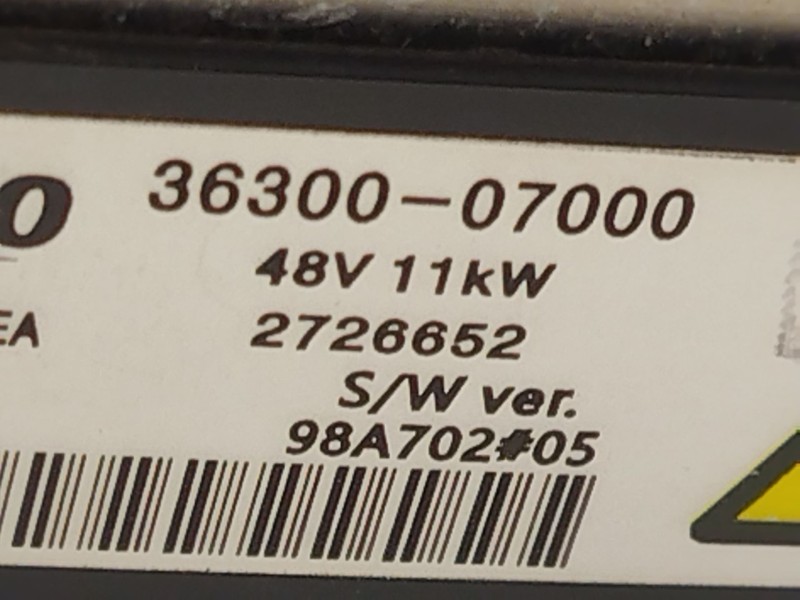 36300-07000
48V 11kW
2726652
S/W ver.
98A702#05